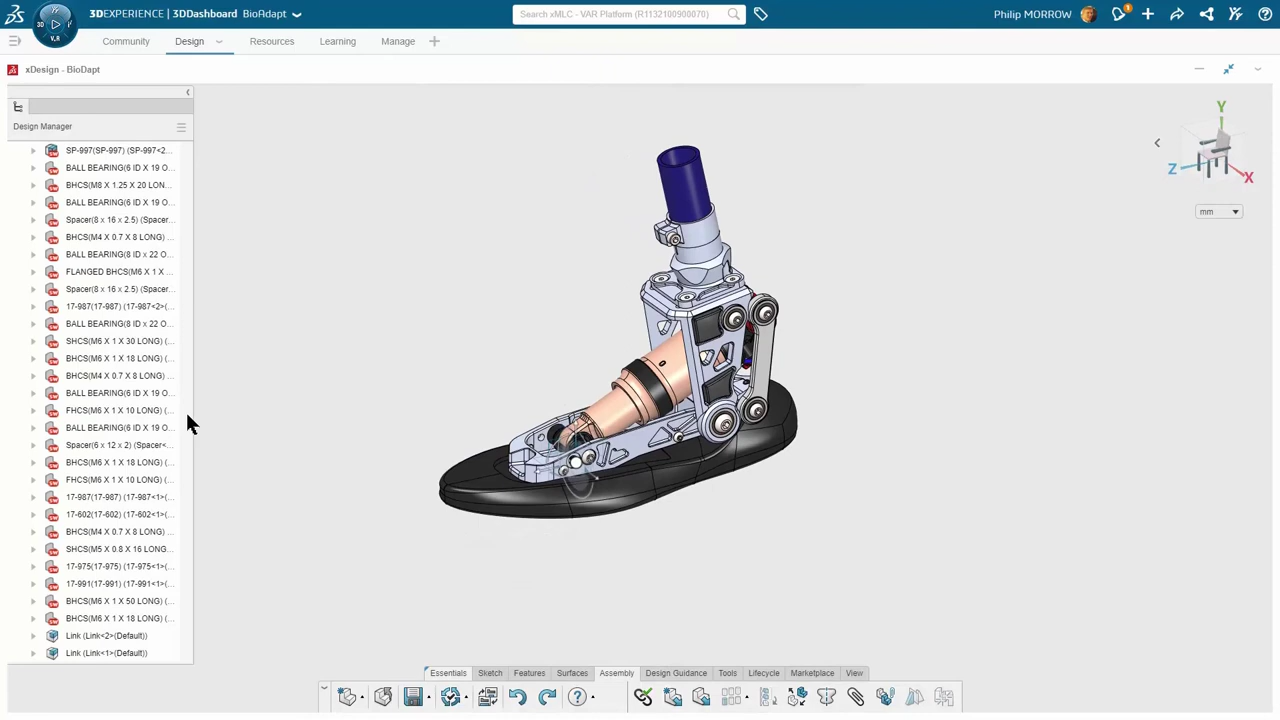 3DEXPERIENCE | 3DDashboard BioAdapt
Search xMLC - VAR Platform (R1132100900070)
Philip MORROW
1
3D
V.R
Community
Design
Resources
Learning
Manage
xDesign - BioDapt
Design Manager
SP-997(SP-997) (SP-997<2...
BALL BEARING(6 ID X 19 O...
BHCS(M8 X 1.25 X 20 LON...
BALL BEARING(6 ID X 19 O...
Spacer(8 x 16 x 2.5) (Spacer...
BHCS(M4 X 0.7 X 8 LONG) ...
BALL BEARING(8 ID x 22 O...
FLANGED BHCS(M6 X 1 X ...
Spacer(8 x 16 x 2.5) (Spacer...
17-987(17-987) (17-987<2>(...
BALL BEARING(8 ID x 22 O...
SHCS(M6 X 1 X 30 LONG) (...
BHCS(M6 X 1 X 18 LONG) (...
BHCS(M4 X 0.7 X 8 LONG) ...
BALL BEARING(6 ID X 19 O...
FHCS(M6 X 1 X 10 LONG) (...
BALL BEARING(6 ID X 19 O...
Spacer(6 x 12 x 2) (Spacer<...
BHCS(M6 X 1 X 18 LONG) (...
FHCS(M6 X 1 X 10 LONG) (...
17-987(17-987) (17-987<1>(...
17-602(17-602) (17-602<1>(...
BHCS(M4 X 0.7 X 8 LONG) ...
SHCS(M5 X 0.8 X 16 LONG...
17-975(17-975) (17-975<1>(...
17-991(17-991) (17-991<1>(...
BHCS(M6 X 1 X 50 LONG) (...
BHCS(M6 X 1 X 18 LONG) (...
Link (Link<2>(Default))
Link (Link<1>(Default))
Y
Z
X
mm
Essentials
Sketch
Features
Surfaces
Assembly
Design Guidance
Tools
Lifecycle
Marketplace
View